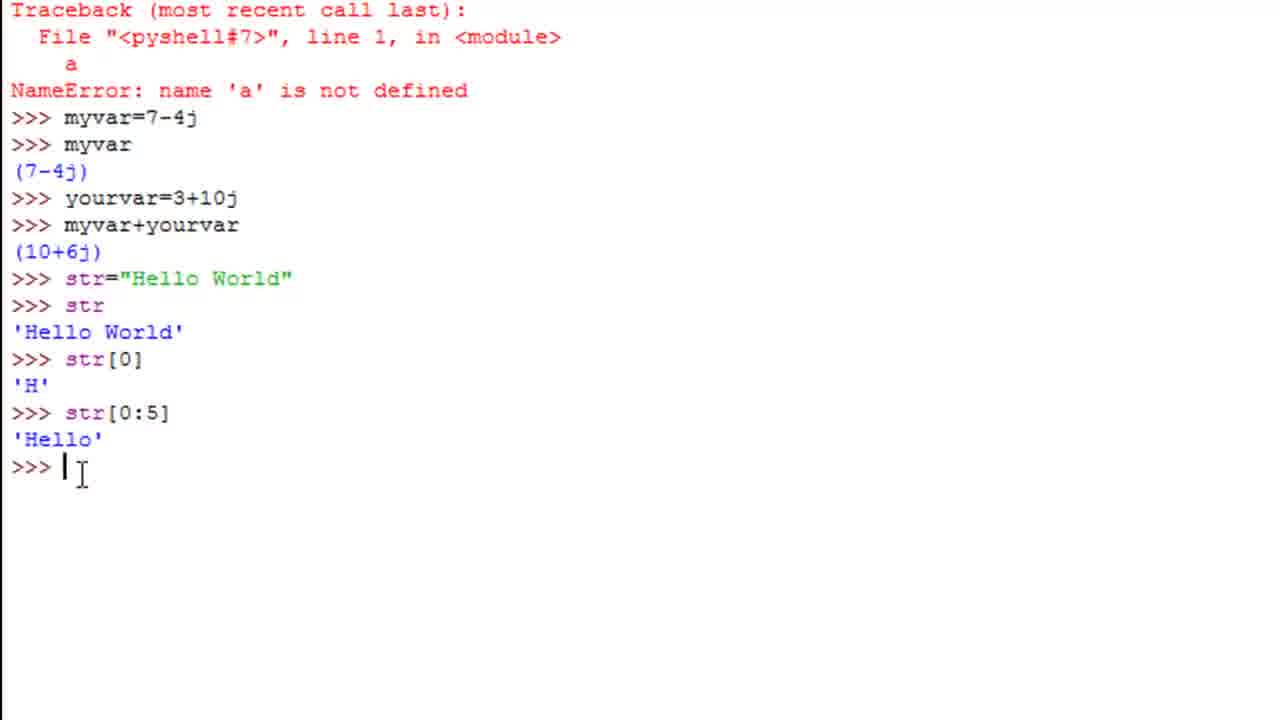 Traceback (most recent call last):
  File "<pyshell#7>", line 1, in <module>
    a
NameError: name 'a' is not defined
>>> myvar=7-4j
>>> myvar
(7-4j)
>>> yourvar=3+10j
>>> myvar+yourvar
(10+6j)
>>> str="Hello World"
>>> str
'Hello World'
>>> str[0]
'H'
>>> str[0:5]
'Hello'
>>>